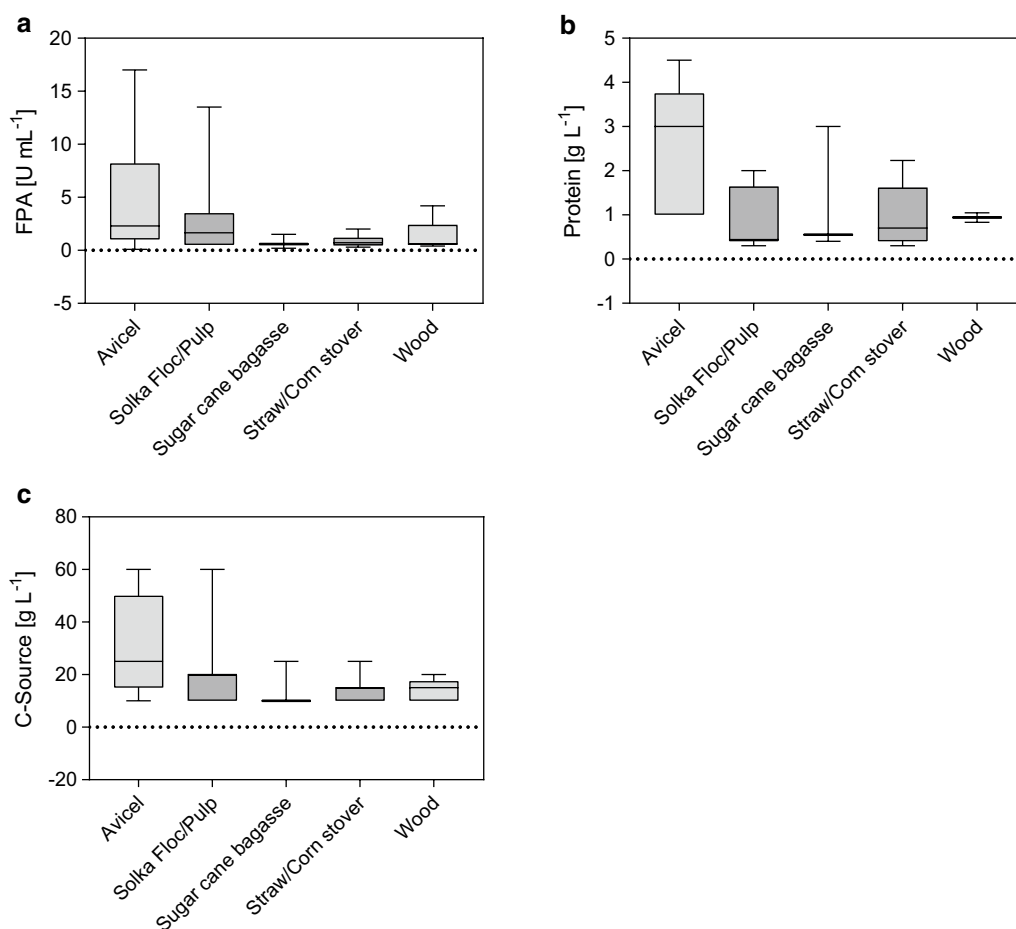 a
FPA [U mL⁻¹]
20
15
10
5
0
-5
Avicel
Solka Floc/Pulp
Sugar cane bagasse
Straw/Corn stover
Wood
b
Protein [g L⁻¹]
5
4
3
2
1
0
-1
Avicel
Solka Floc/Pulp
Sugar cane bagasse
Straw/Corn stover
Wood
c
C-Source [g L⁻¹]
80
60
40
20
0
-20
Avicel
Solka Floc/Pulp
Sugar cane bagasse
Straw/Corn stover
Wood